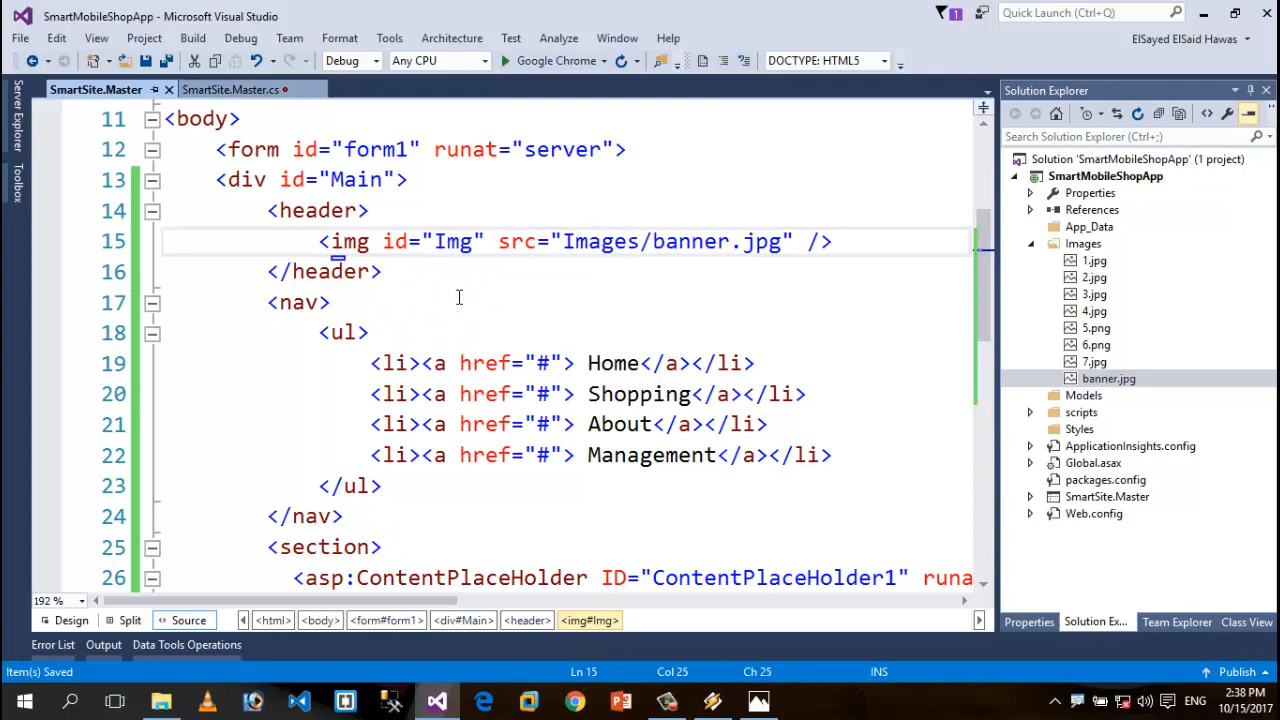 SmartMobileShopApp - Microsoft Visual Studio
1
Quick Launch (Ctrl+Q)
File Edit View Project Build Debug Team Format Tools Architecture Test Analyze Window Help
ElSayed ElSaid Hawas
Debug Any CPU Google Chrome DOCTYPE: HTML5
Server Explorer
Toolbox
SmartSite.Master SmartSite.Master.cs
11 <body>
12 <form id="form1" runat="server">
13 <div id="Main">
14 <header>
15 <img id="Img" src="Images/banner.jpg" />
16 </header>
17 <nav>
18 <ul>
19 <li><a href="#"> Home</a></li>
20 <li><a href="#"> Shopping</a></li>
21 <li><a href="#"> About</a></li>
22 <li><a href="#"> Management</a></li>
23 </ul>
24 </nav>
25 <section>
26 <asp:ContentPlaceHolder ID="ContentPlaceHolder1" runa
192 %
Design Split Source <html> <body> <form#form1> <div#Main> <header> <img#Img>
Solution Explorer
Search Solution Explorer (Ctrl+;)
Solution 'SmartMobileShopApp' (1 project)
SmartMobileShopApp
Properties
References
App_Data
Images
1.jpg
2.jpg
3.jpg
4.jpg
5.png
6.png
7.jpg
banner.jpg
Models
scripts
Styles
ApplicationInsights.config
Global.asax
packages.config
SmartSite.Master
Web.config
Properties Solution Ex... Team Explorer Class View
Error List Output Data Tools Operations
Item(s) Saved Ln 15 Col 25 Ch 25 INS Publish
ENG
2:38 PM
10/15/2017